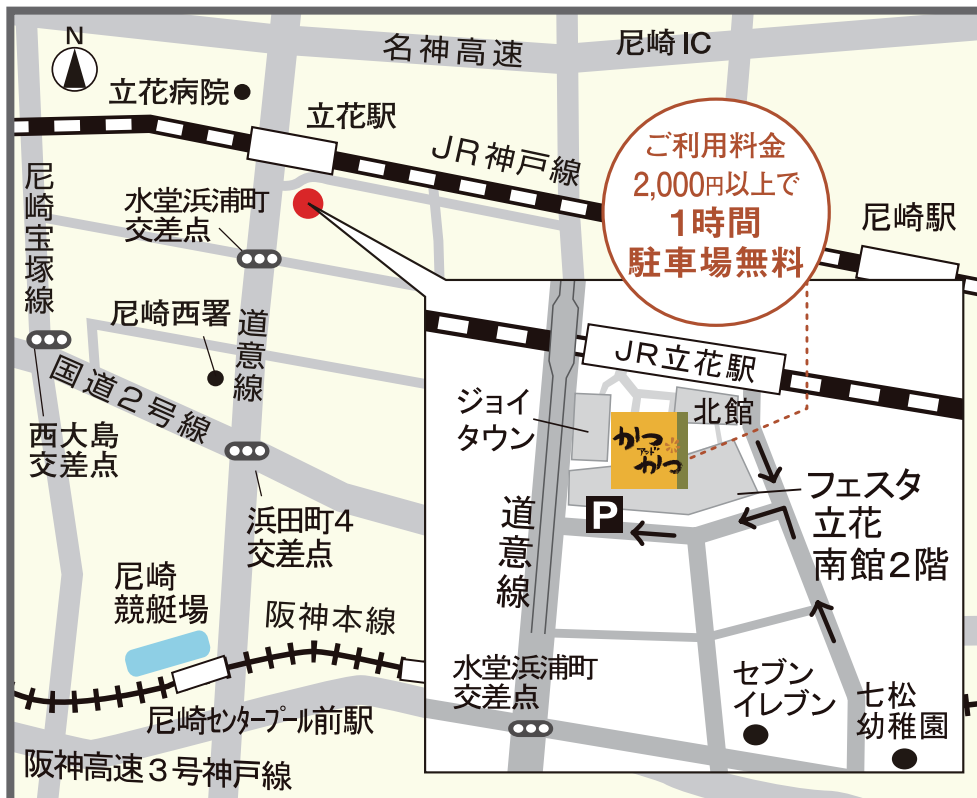 N
名神高速
尼崎IC
立花病院
立花駅
JR神戸線
ご利用料金
2,000円以上で
1時間
駐車場無料
尼崎駅
尼崎宝塚線
水堂浜浦町
交差点
尼崎西署
道意線
国道2号線
西大島
交差点
浜田町4
交差点
尼崎
競艇場
阪神本線
尼崎センタープール前駅
阪神高速3号神戸線
JR立花駅
ジョイ
タウン
北館
かつ
アンド
かつ
フェスタ
立花
南館2階
P
道意線
水堂浜浦町
交差点
セブン
イレブン
七松
幼稚園